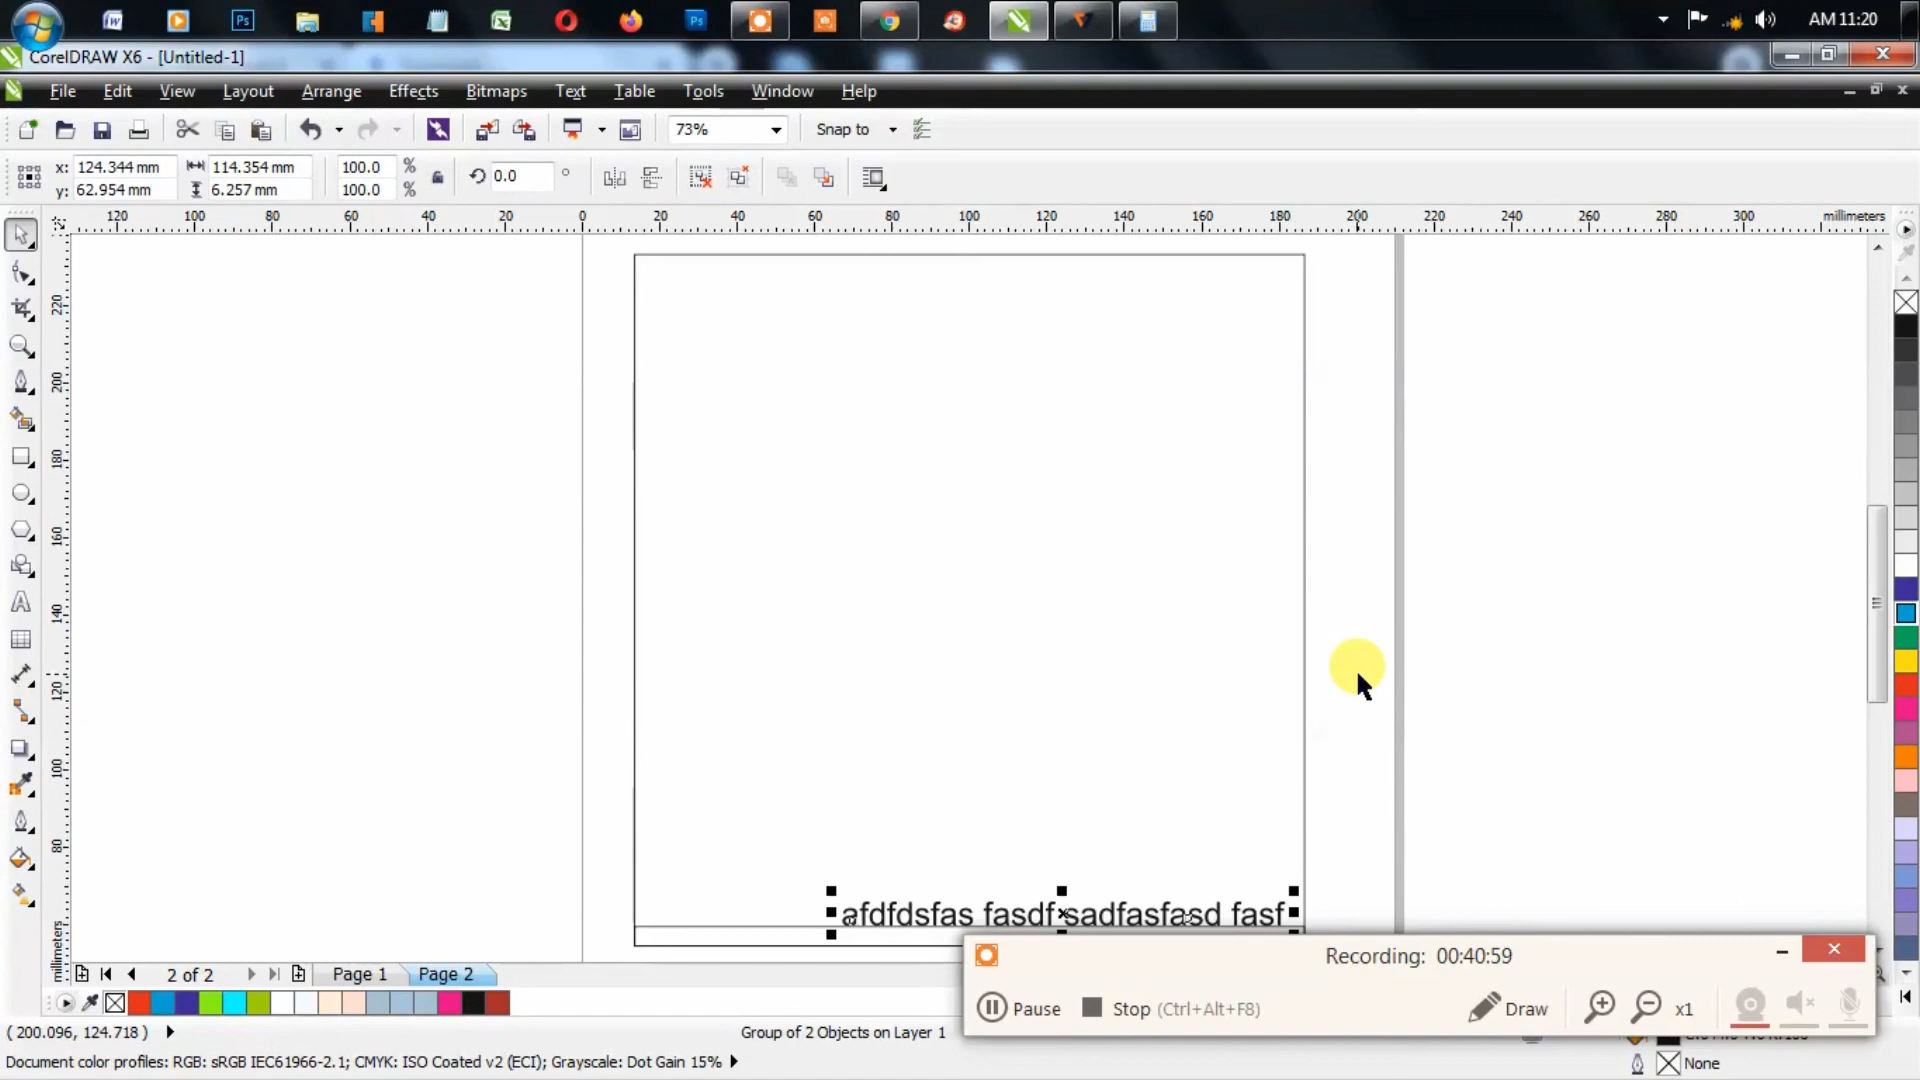 AM 11:20
CorelDRAW X6 - [Untitled-1]
File Edit View Layout Arrange Effects Bitmaps Text Table Tools Window Help
73% Snap to
x: 124.344 mm 114.354 mm 100.0 % 0.0 °
y: 62.954 mm 6.257 mm 100.0 %
120 100 80 60 40 20 0 20 40 60 80 100 120 140 160 180 200 220 240 260 280 300 millimeters
220
200
180
160
140
120
100
80
millimeters
afdfdsfas fasdf sadfasfasd fasf
Recording: 00:40:59
2 of 2 Page 1 Page 2
Pause Stop (Ctrl+Alt+F8) Draw x1
( 200.096, 124.718 ) Group of 2 Objects on Layer 1
Document color profiles: RGB: sRGB IEC61966-2.1; CMYK: ISO Coated v2 (ECI); Grayscale: Dot Gain 15% None